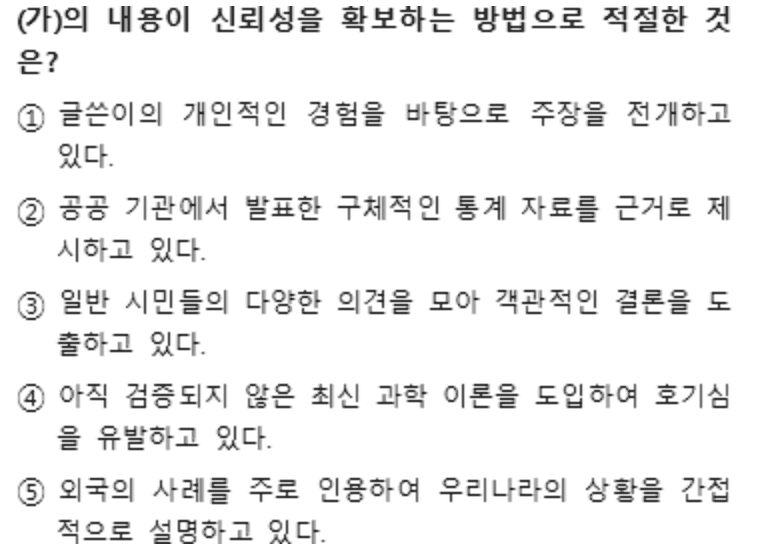 (가)의 내용이 신뢰성을 확보하는 방법으로 적절한 것
은?
① 글쓴이의 개인적인 경험을 바탕으로 주장을 전개하고
있다.
② 공공 기관에서 발표한 구체적인 통계 자료를 근거로 제
시하고 있다.
③ 일반 시민들의 다양한 의견을 모아 객관적인 결론을 도
출하고 있다.
④ 아직 검증되지 않은 최신 과학 이론을 도입하여 호기심
을 유발하고 있다.
⑤ 외국의 사례를 주로 인용하여 우리나라의 상황을 간접
적으로 설명하고 있다.